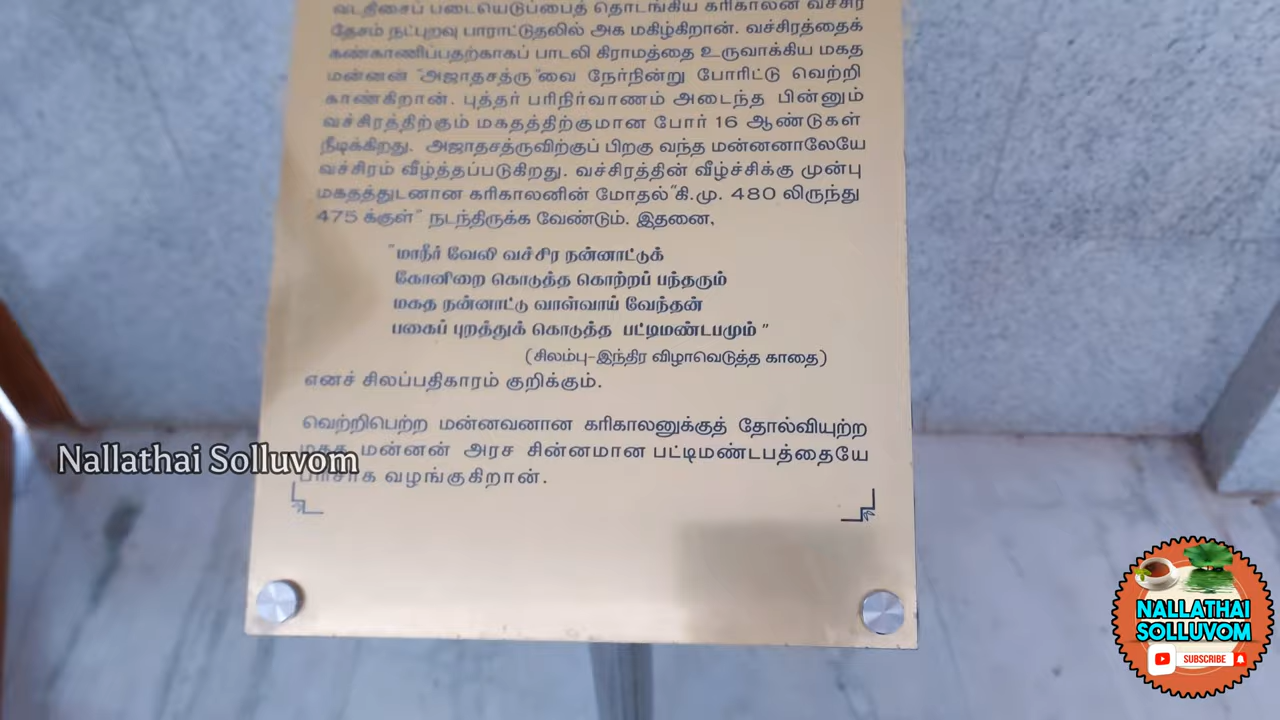 வடதிசைப் படையெடுப்பைத் தொடங்கிய கரிகாலன் வச்சிர
தேசம் நட்புறவு பாராட்டுதலில் அக மகிழ்கிறான். வச்சிரத்தைக்
கண்காணிப்பதற்காகப் பாடலி கிராமத்தை உருவாக்கிய மகத
மன்னன் "அஜாதசத்ரு"வை நேர்நின்று போரிட்டு வெற்றி
காண்கிறான். புத்தர் பரிநிர்வாணம் அடைந்த பின்னும்
வச்சிரத்திற்கும் மகதத்திற்குமான போர் 16 ஆண்டுகள்
நீடிக்கிறது. அஜாதசத்ருவிற்குப் பிறகு வந்த மன்னனாலேயே
வச்சிரம் வீழ்த்தப்படுகிறது. வச்சிரத்தின் வீழ்ச்சிக்கு முன்பு
மகதத்துடனான கரிகாலனின் மோதல் "கி.மு. 480 லிருந்து
475 க்குள்" நடந்திருக்க வேண்டும். இதனை,
"மாநீர் வேலி வச்சிர நன்னாட்டுக்
கோனிறை கொடுத்த கொற்றப் பந்தரும்
மகத நன்னாட்டு வாள்வாய் வேந்தன்
பகைப் புறத்துக் கொடுத்த பட்டிமண்டபமும் "
(சிலம்பு-இந்திர விழாவெடுத்த காதை)
எனச் சிலப்பதிகாரம் குறிக்கும்.
வெற்றிபெற்ற மன்னவனான கரிகாலனுக்குத் தோல்வியுற்ற
மகத மன்னன் அரச சின்னமான பட்டிமண்டபத்தையே
பரிசாக வழங்குகிறான்.
Nallathai Solluvom
NALLATHAI
SOLLUVOM
SUBSCRIBE